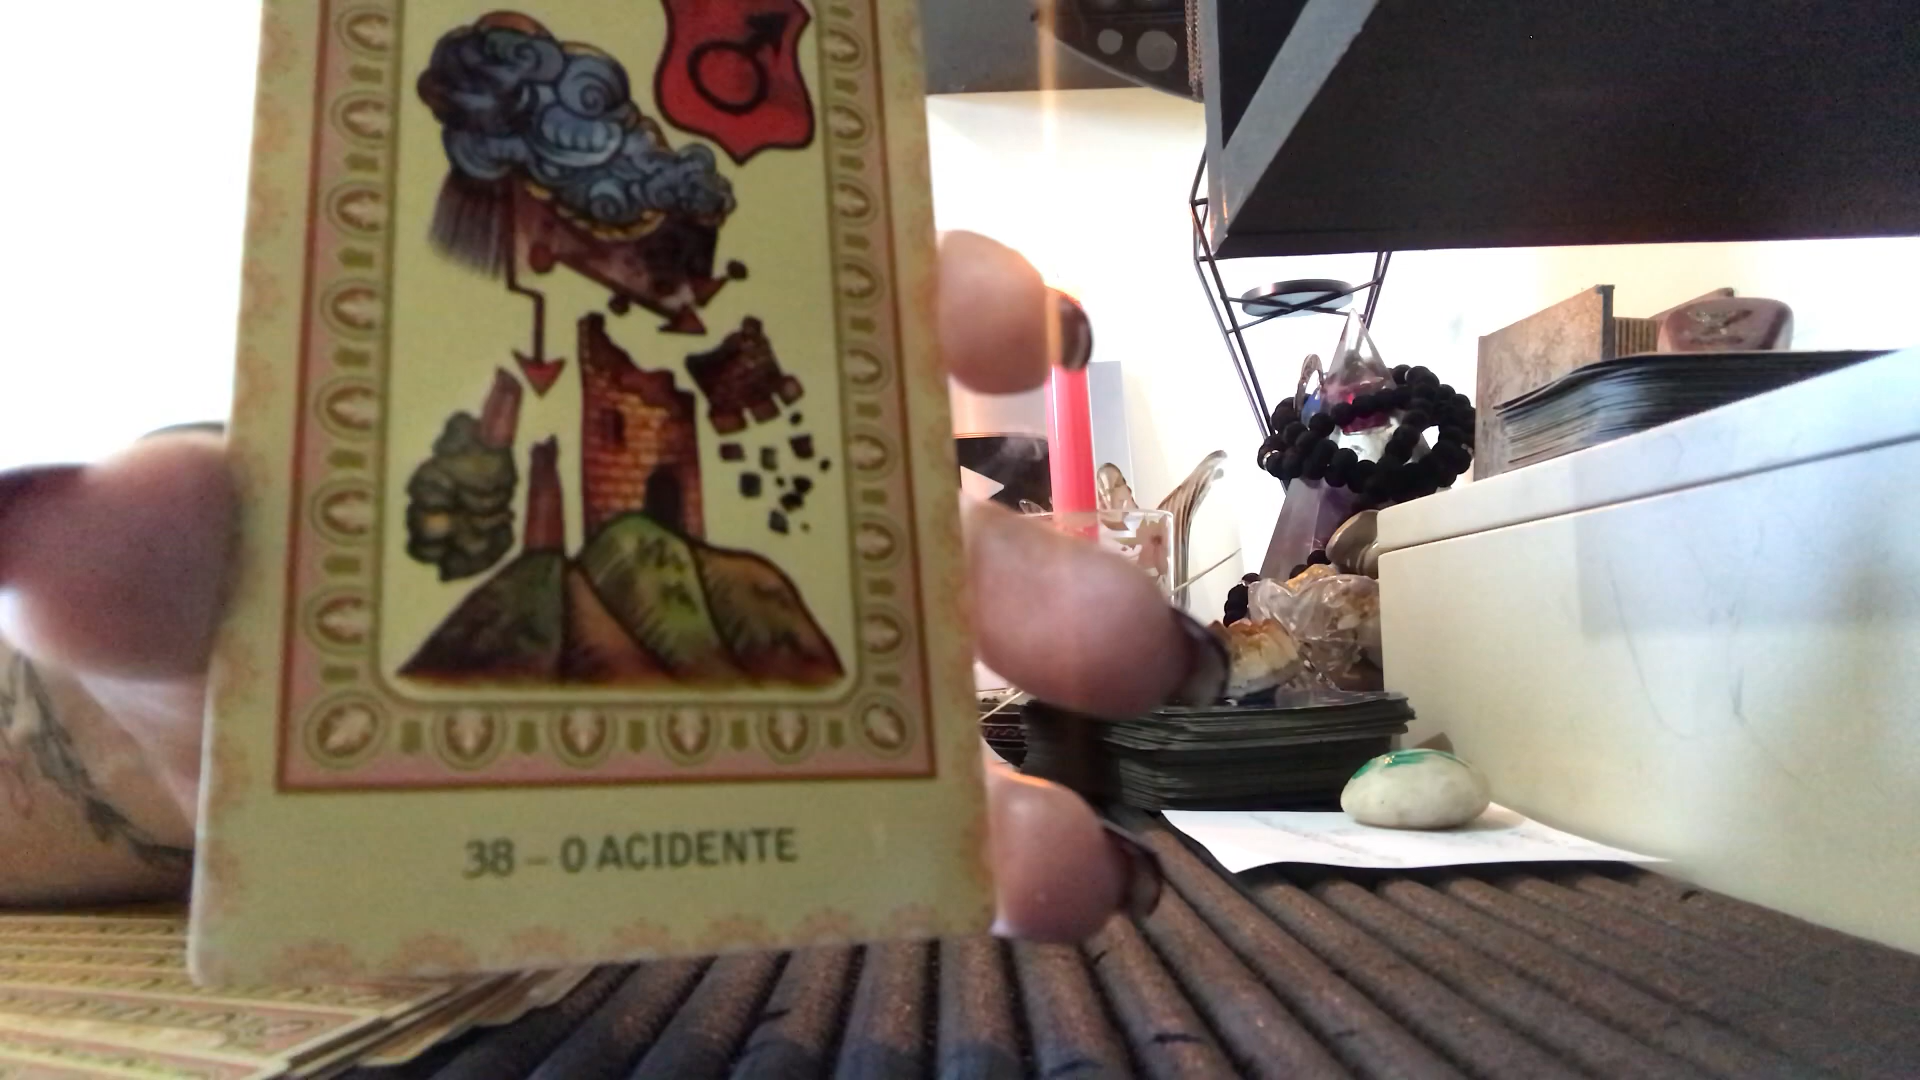 38 – O ACIDENTE